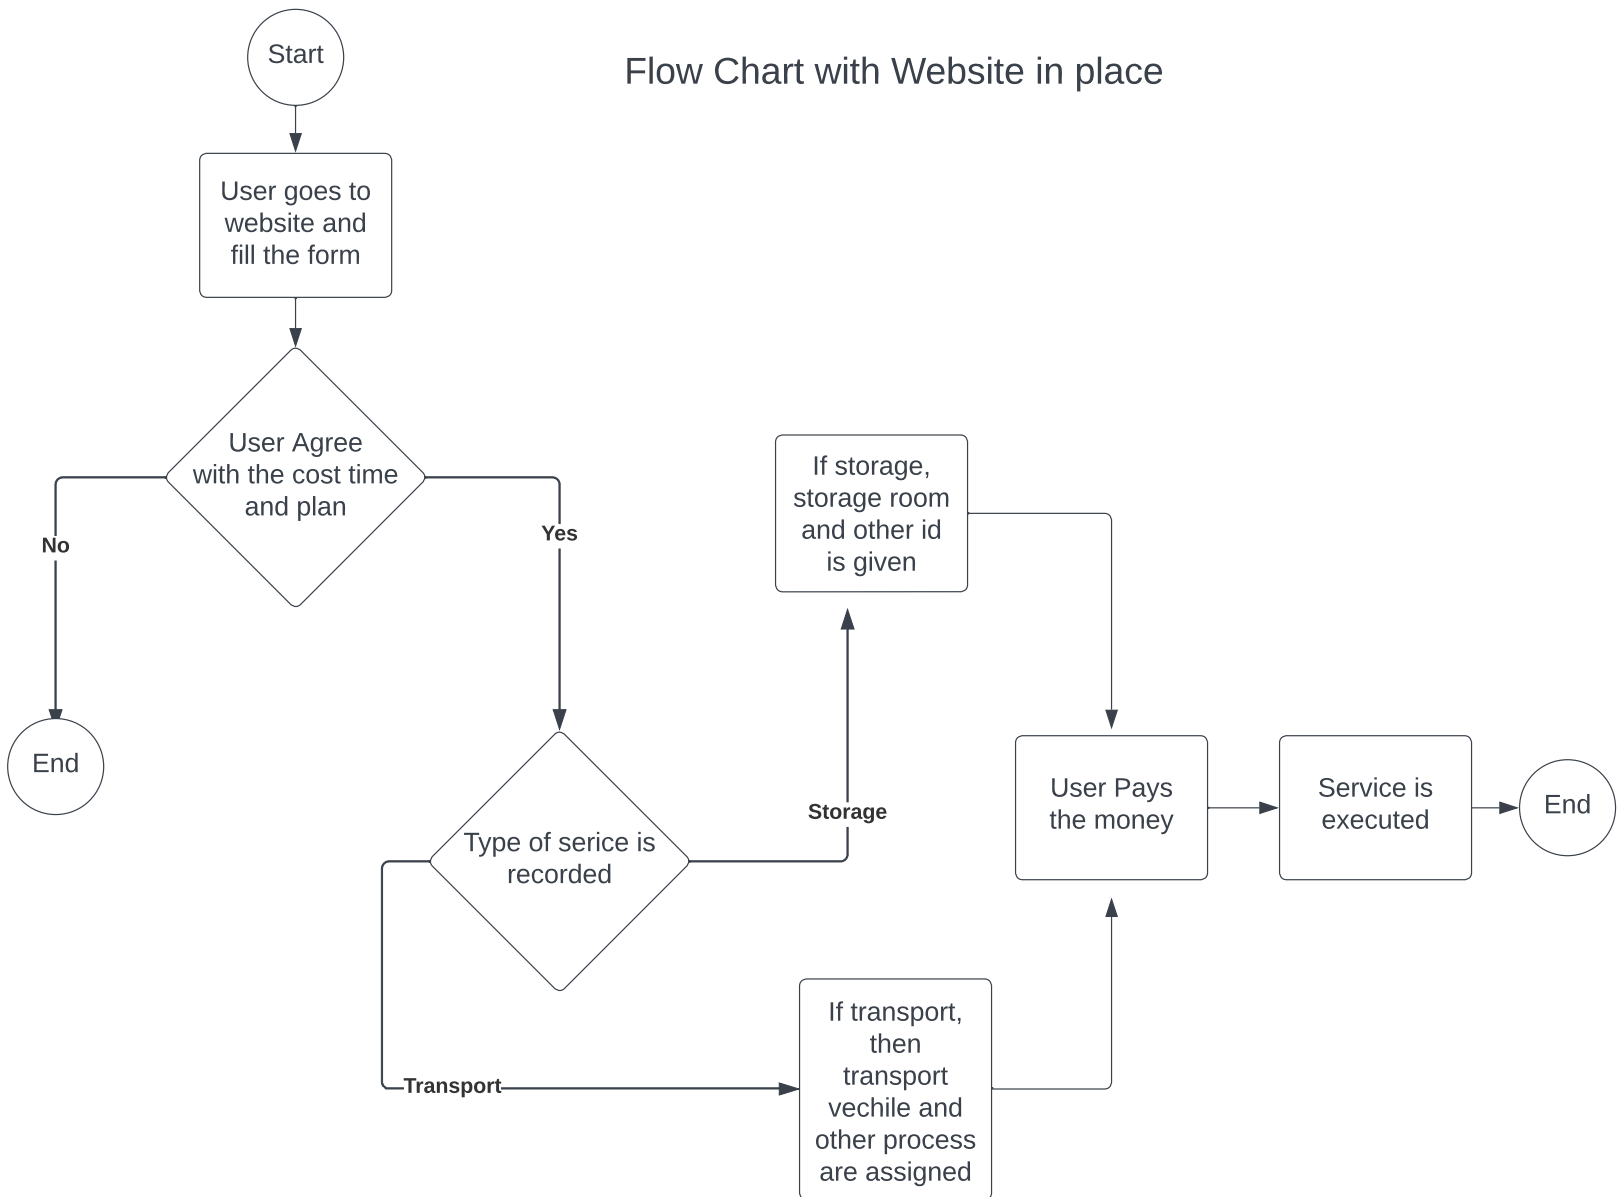 Start
Flow Chart with Website in place
User goes to
website and
fill the form
User Agree
with the cost time
and plan
No
Yes
End
Type of serice is
recorded
Storage
If storage,
storage room
and other id
is given
Transport
If transport,
then
transport
vechile and
other process
are assigned
User Pays
the money
Service is
executed
End